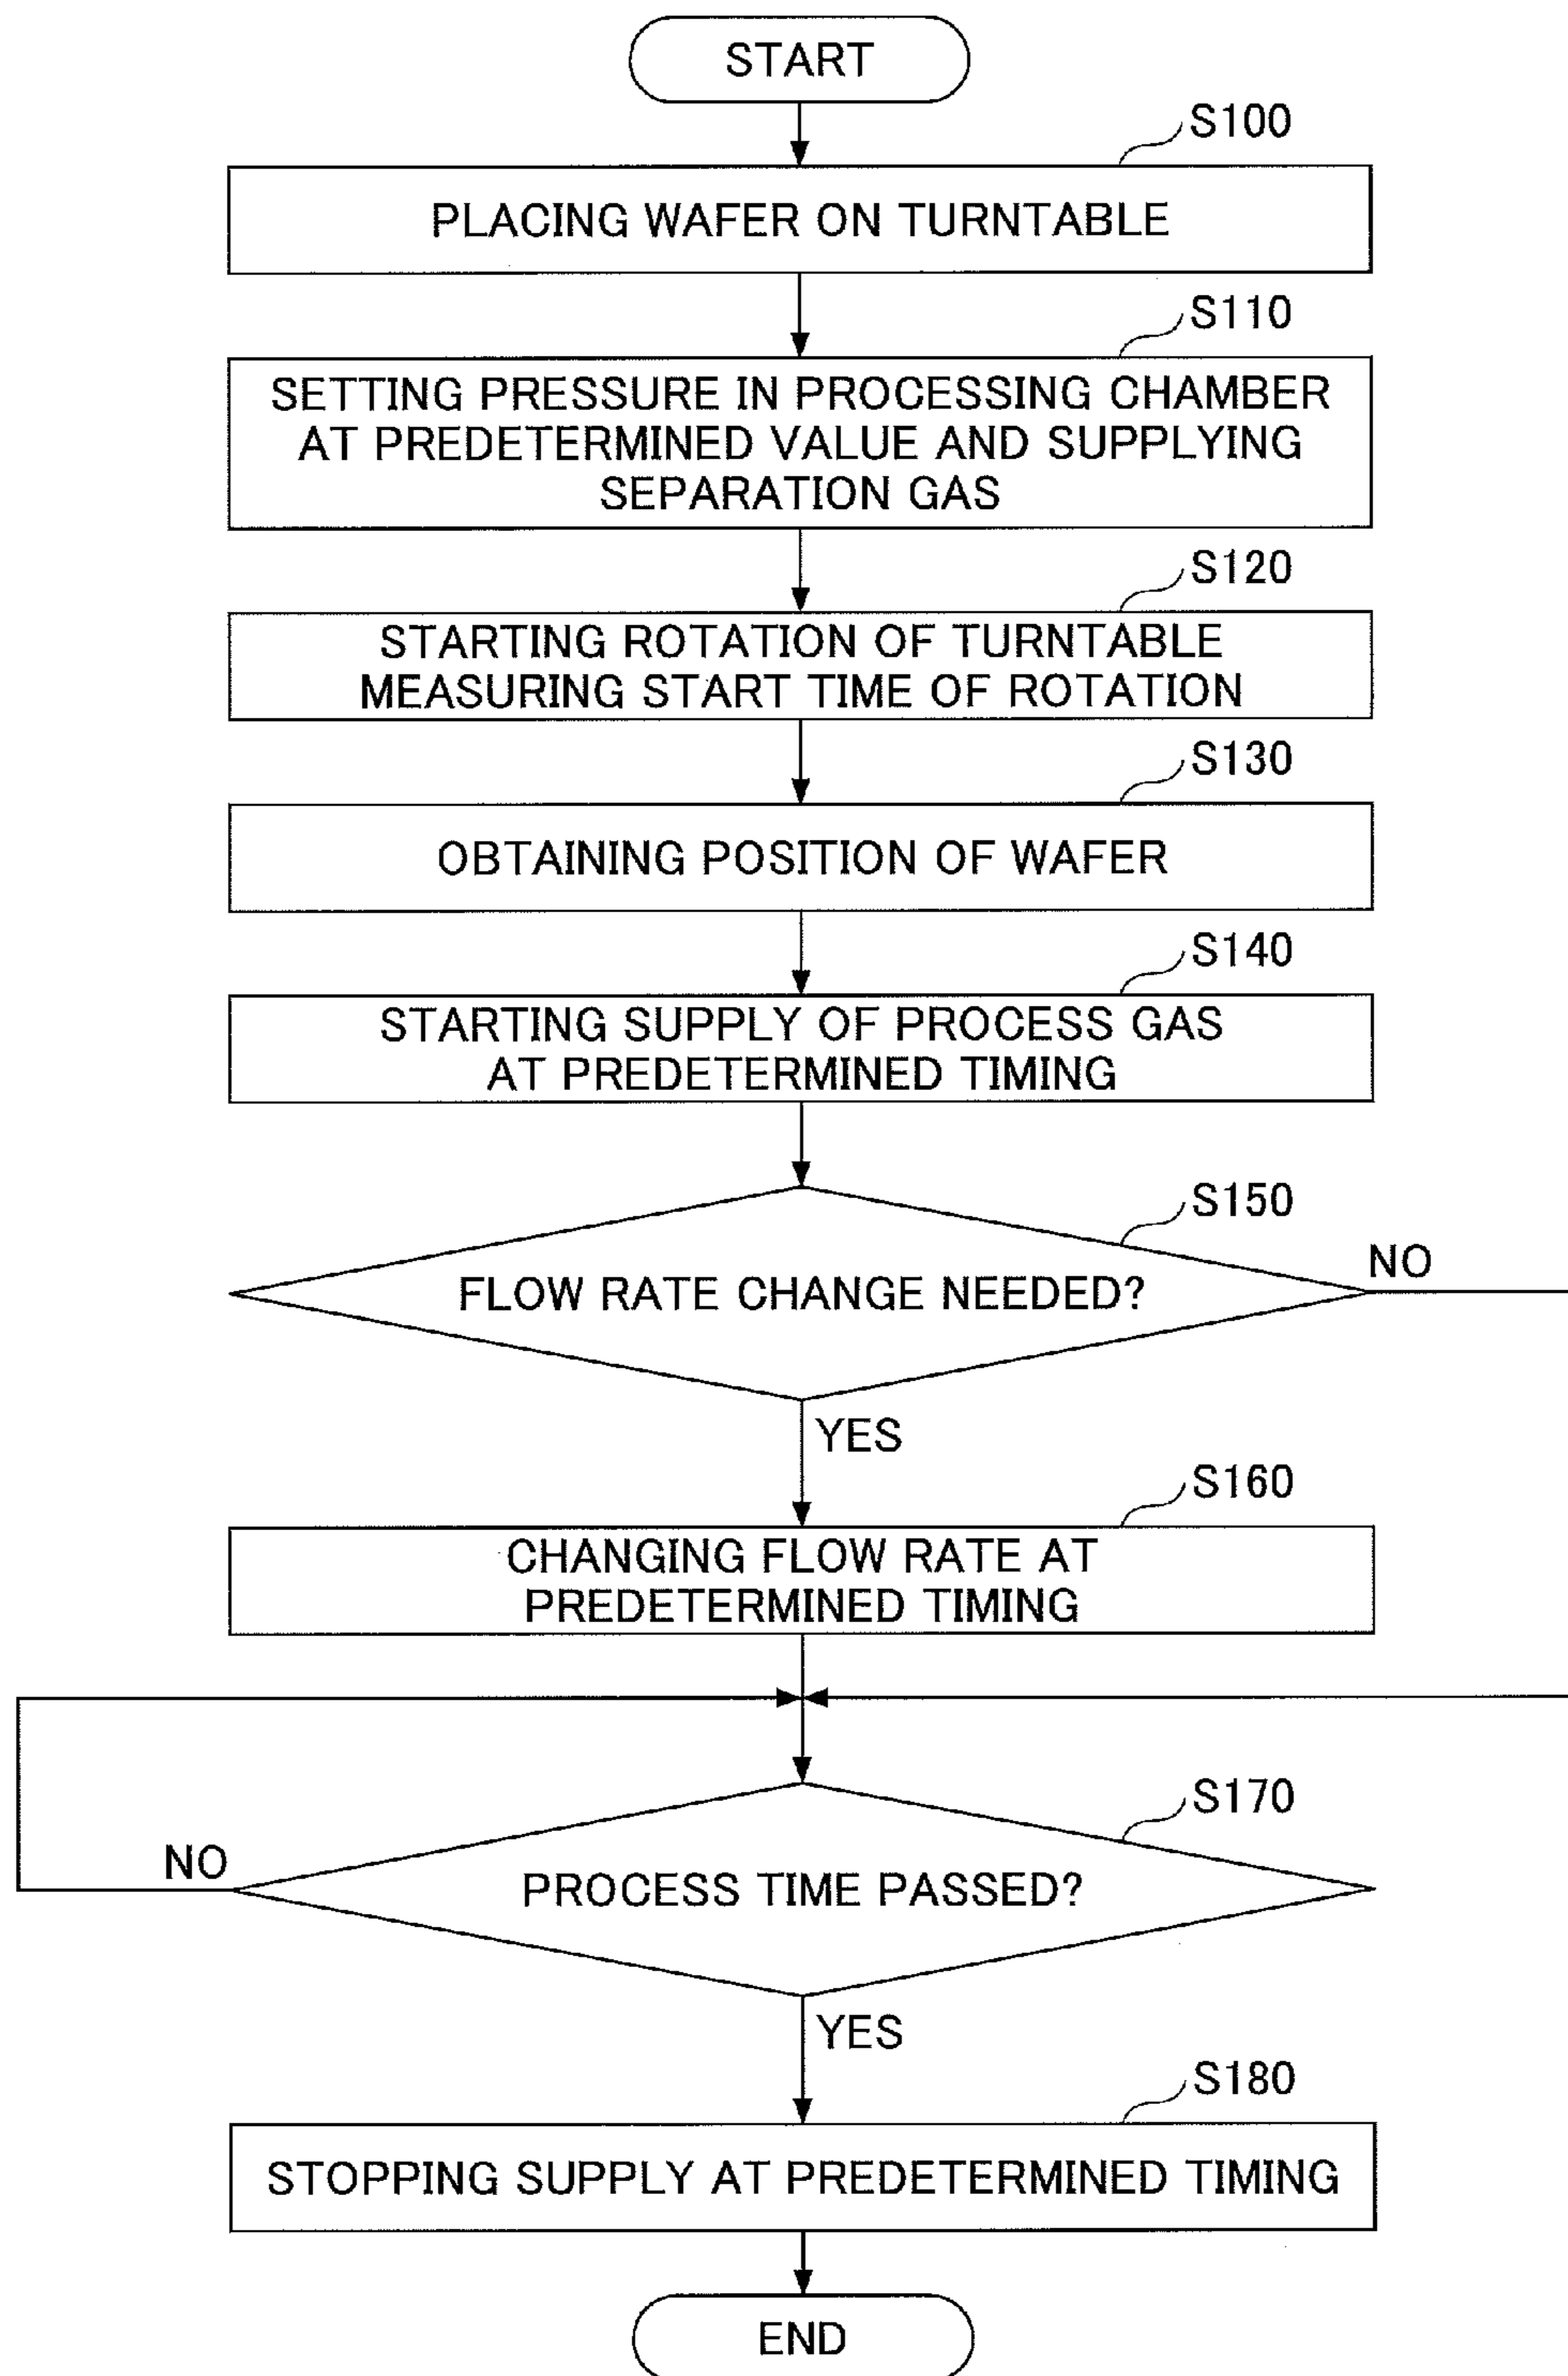 START
S100
PLACING WAFER ON TURNTABLE
S110
SETTING PRESSURE IN PROCESSING CHAMBER
AT PREDETERMINED VALUE AND SUPPLYING
SEPARATION GAS
S120
STARTING ROTATION OF TURNTABLE
MEASURING START TIME OF ROTATION
S130
OBTAINING POSITION OF WAFER
S140
STARTING SUPPLY OF PROCESS GAS
AT PREDETERMINED TIMING
S150
NO
FLOW RATE CHANGE NEEDED?
YES
S160
CHANGING FLOW RATE AT
PREDETERMINED TIMING
S170
NO
PROCESS TIME PASSED?
YES
S180
STOPPING SUPPLY AT PREDETERMINED TIMING
END